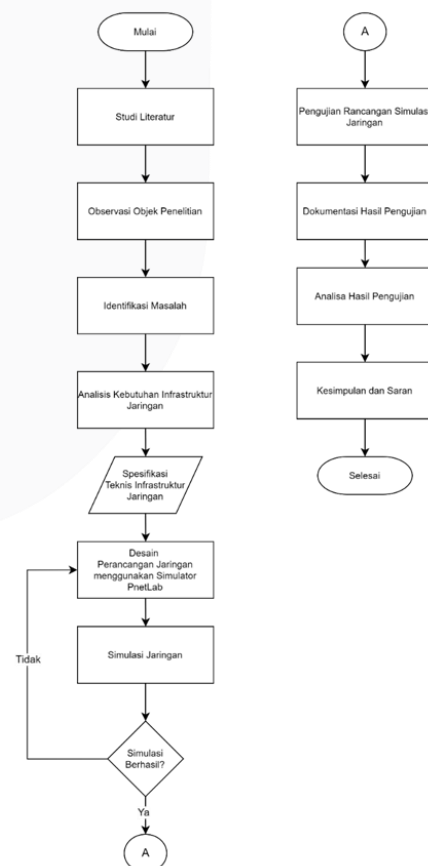 Mulai
Studi Literatur
Observasi Objek Penelitian
Identifikasi Masalah
Analisis Kebutuhan Infrastruktur
Jaringan
Spesifikasi
Teknis Infrastruktur
Jaringan
Desain
Perancangan Jaringan
menggunakan Simulator
PnetLab
Simulasi Jaringan
Tidak
Simulasi
Berhasil?
Ya
A
A
Pengujian Rancangan Simulasi
Jaringan
Dokumentasi Hasil Pengujian
Analisa Hasil Pengujian
Kesimpulan dan Saran
Selesai